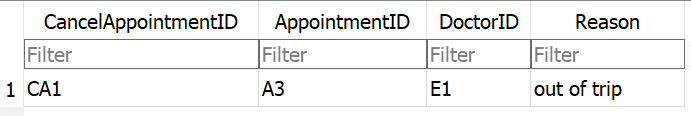 CancelAppointmentID AppointmentID DoctorID Reason
Filter Filter Filter Filter
1 CA1 A3 E1 out of trip